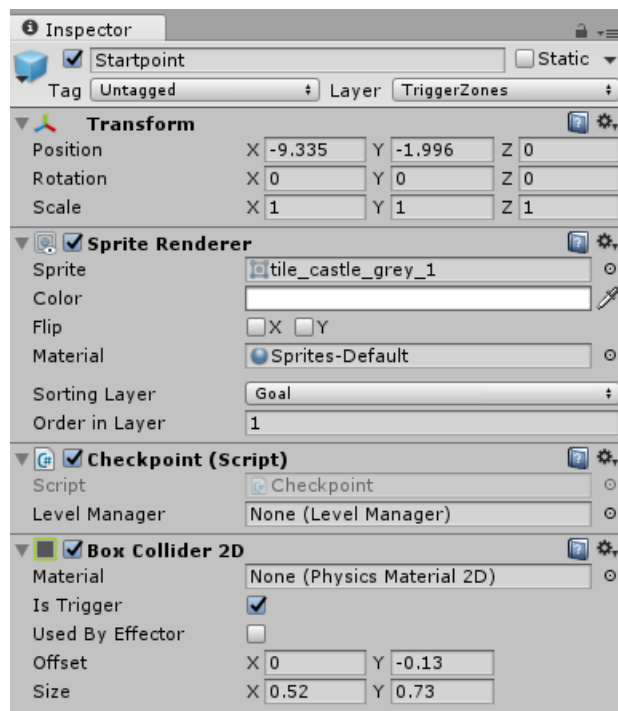 Inspector
Startpoint Static
Tag Untagged Layer TriggerZones
Transform
Position X -9.335 Y -1.996 Z 0
Rotation X 0 Y 0 Z 0
Scale X 1 Y 1 Z 1
Sprite Renderer
Sprite tile_castle_grey_1
Color
Flip X Y
Material Sprites-Default
Sorting Layer Goal
Order in Layer 1
C# Checkpoint (Script)
Script Checkpoint
Level Manager None (Level Manager)
Box Collider 2D
Material None (Physics Material 2D)
Is Trigger
Used By Effector
Offset X 0 Y -0.13
Size X 0.52 Y 0.73